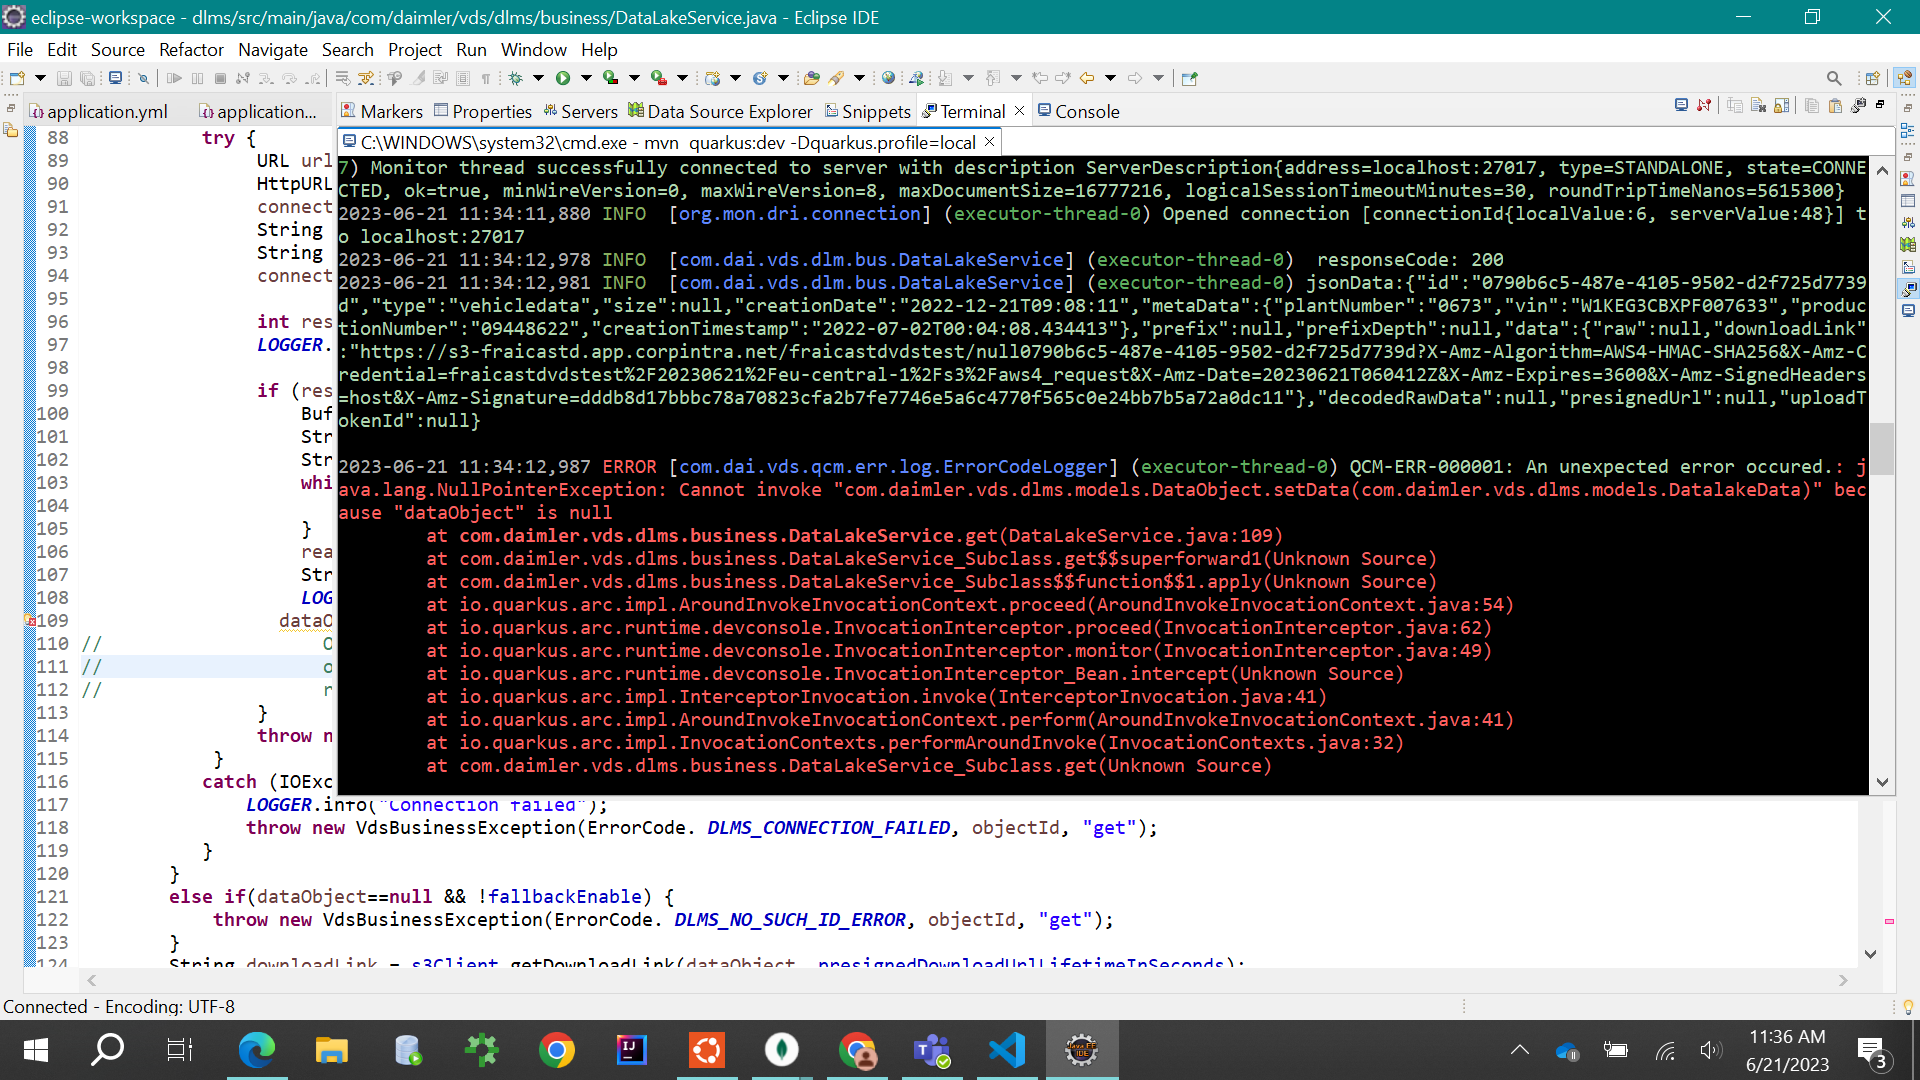 eclipse-workspace - dlms/src/main/java/com/daimler/vds/dlms/business/DataLakeService.java - Eclipse IDE
File Edit Source Refactor Navigate Search Project Run Window Help
application.yml application... Markers Properties Servers Data Source Explorer Snippets Terminal Console
C:\WINDOWS\system32\cmd.exe - mvn  quarkus:dev -Dquarkus.profile=local
7) Monitor thread successfully connected to server with description ServerDescription{address=localhost:27017, type=STANDALONE, state=CONNE
CTED, ok=true, minWireVersion=0, maxWireVersion=8, maxDocumentSize=16777216, logicalSessionTimeoutMinutes=30, roundTripTimeNanos=5615300}
2023-06-21 11:34:11,880 INFO  [org.mon.dri.connection] (executor-thread-0) Opened connection [connectionId{localValue:6, serverValue:48}] t
o localhost:27017
2023-06-21 11:34:12,978 INFO  [com.dai.vds.dlm.bus.DataLakeService] (executor-thread-0)  responseCode: 200
2023-06-21 11:34:12,981 INFO  [com.dai.vds.dlm.bus.DataLakeService] (executor-thread-0) jsonData:{"id":"0790b6c5-487e-4105-9502-d2f725d7739
d","type":"vehicledata","size":null,"creationDate":"2022-12-21T09:08:11","metaData":{"plantNumber":"0673","vin":"W1KEG3CBXPF007633","produc
tionNumber":"09448622","creationTimestamp":"2022-07-02T00:04:08.434413"},"prefix":null,"prefixDepth":null,"data":{"raw":null,"downloadLink"
:"https://s3-fraicastd.app.corpintra.net/fraicastdvdstest/null0790b6c5-487e-4105-9502-d2f725d7739d?X-Amz-Algorithm=AWS4-HMAC-SHA256&X-Amz-C
redential=fraicastdvdstest%2F20230621%2Feu-central-1%2Fs3%2Faws4_request&X-Amz-Date=20230621T060412Z&X-Amz-Expires=3600&X-Amz-SignedHeaders
=host&X-Amz-Signature=dddb8d17bbbc78a70823cfa2b7fe7746e5a6c4770f565c0e24bb7b5a72a0dc11"},"decodedRawData":null,"presignedUrl":null,"uploadT
okenId":null}
2023-06-21 11:34:12,987 ERROR [com.dai.vds.qcm.err.log.ErrorCodeLogger] (executor-thread-0) QCM-ERR-000001: An unexpected error occured.: j
ava.lang.NullPointerException: Cannot invoke "com.daimler.vds.dlms.models.DataObject.setData(com.daimler.vds.dlms.models.DatalakeData)" bec
ause "dataObject" is null
at com.daimler.vds.dlms.business.DataLakeService.get(DataLakeService.java:109)
at com.daimler.vds.dlms.business.DataLakeService_Subclass.get$$superforward1(Unknown Source)
at com.daimler.vds.dlms.business.DataLakeService_Subclass$$function$$1.apply(Unknown Source)
at io.quarkus.arc.impl.AroundInvokeInvocationContext.proceed(AroundInvokeInvocationContext.java:54)
at io.quarkus.arc.runtime.devconsole.InvocationInterceptor.proceed(InvocationInterceptor.java:62)
at io.quarkus.arc.runtime.devconsole.InvocationInterceptor.monitor(InvocationInterceptor.java:49)
at io.quarkus.arc.runtime.devconsole.InvocationInterceptor_Bean.intercept(Unknown Source)
at io.quarkus.arc.impl.InterceptorInvocation.invoke(InterceptorInvocation.java:41)
at io.quarkus.arc.impl.AroundInvokeInvocationContext.perform(AroundInvokeInvocationContext.java:41)
at io.quarkus.arc.impl.InvocationContexts.performAroundInvoke(InvocationContexts.java:32)
at com.daimler.vds.dlms.business.DataLakeService_Subclass.get(Unknown Source)
88 try {
89 URL url
90 HttpURL
91 connect
92 String
93 String
94 connect
95
96 int res
97 LOGGER.
98
99 if (res
100 Buf
101 Str
102 Str
103 whi
104
105 }
106 rea
107 Str
108 LOG
109 dataO
110 // O
111 // o
112 // r
113 }
114 throw n
115 }
116 catch (IOExc
117 LOGGER.info("Connection failed");
118 throw new VdsBusinessException(ErrorCode. DLMS_CONNECTION_FAILED, objectId, "get");
119 }
120 }
121 else if(dataObject==null && !fallbackEnable) {
122 throw new VdsBusinessException(ErrorCode. DLMS_NO_SUCH_ID_ERROR, objectId, "get");
123 }
124 String downloadLink = s3Client.getDownloadLink(dataObject, presignedDownloadUrlLifetimeInSeconds);
Connected - Encoding: UTF-8
11:36 AM
6/21/2023
3